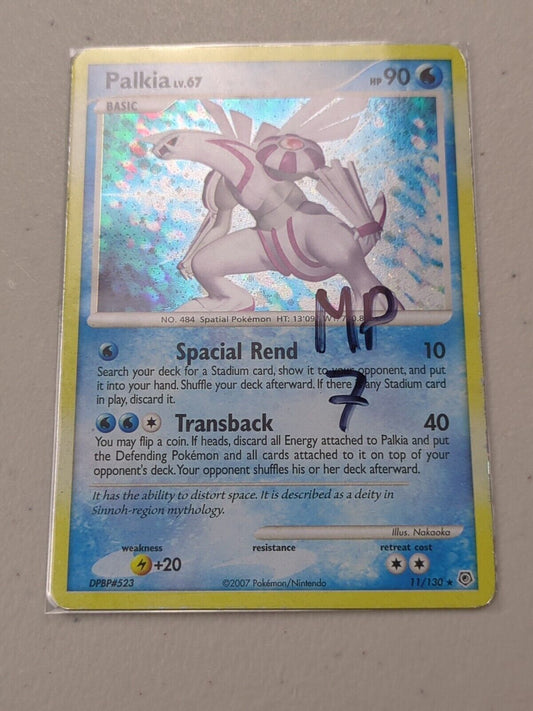 Palkia LV.67 HP 90
BASIC
NO. 484 Spatial Pokémon HT: 13'09
MP
7
Spacial Rend 10
Search your deck for a Stadium card, show it to your opponent, and put
it into your hand. Shuffle your deck afterward. If there any Stadium card
in play, discard it.
Transback 40
You may flip a coin. If heads, discard all Energy attached to Palkia and put
the Defending Pokémon and all cards attached to it on top of your
opponent's deck. Your opponent shuffles his or her deck afterward.
It has the ability to distort space. It is described as a deity in
Sinnoh-region mythology.
Illus. Nakaoka
weakness resistance retreat cost
+20
DPBP#523 ©2007 Pokémon/Nintendo 11/130 ★